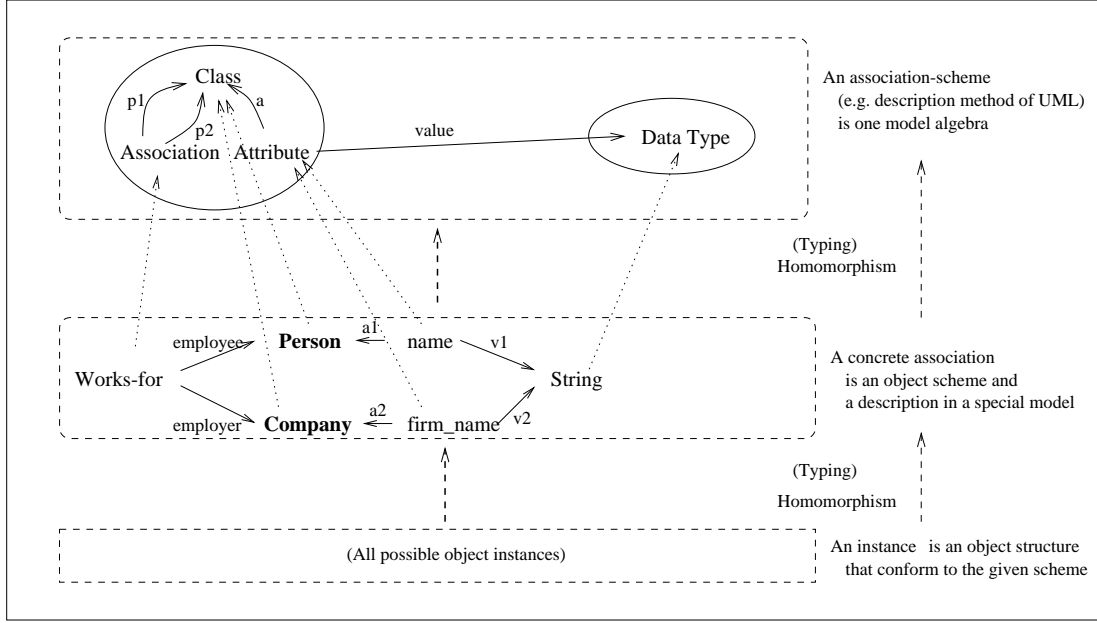 Class
p1
a
p2
value
Association
Attribute
Data Type
An association-scheme
(e.g. description method of UML)
is one model algebra
(Typing)
Homomorphism
employee
Person
a1
name
v1
Works-for
String
employer
Company
a2
firm_name
v2
A concrete association
is an object scheme and
a description in a special model
(Typing)
Homomorphism
(All possible object instances)
An instance is an object structure
that conform to the given scheme